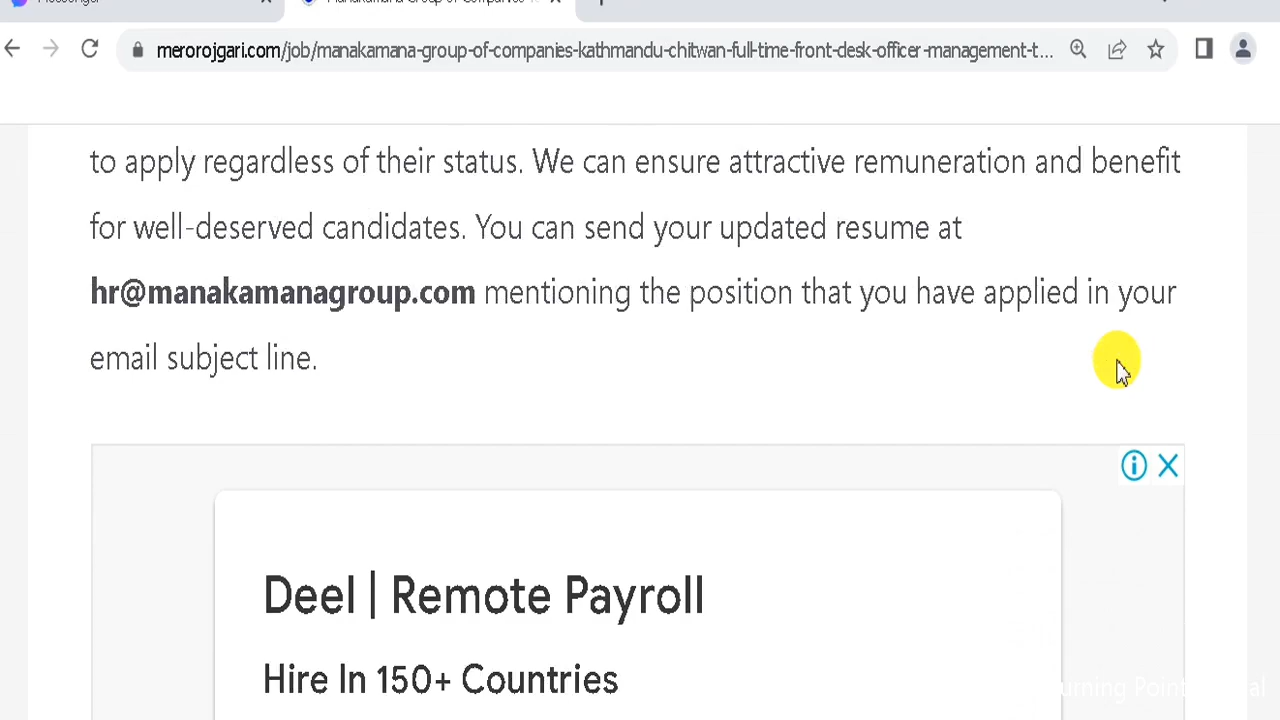 merorojgari.com/job/manakamana-group-of-companies-kathmandu-chitwan-full-time-front-desk-officer-management-t...
to apply regardless of their status. We can ensure attractive remuneration and benefit
for well-deserved candidates. You can send your updated resume at
hr@manakamanagroup.com mentioning the position that you have applied in your
email subject line.
Deel | Remote Payroll
Hire In 150+ Countries